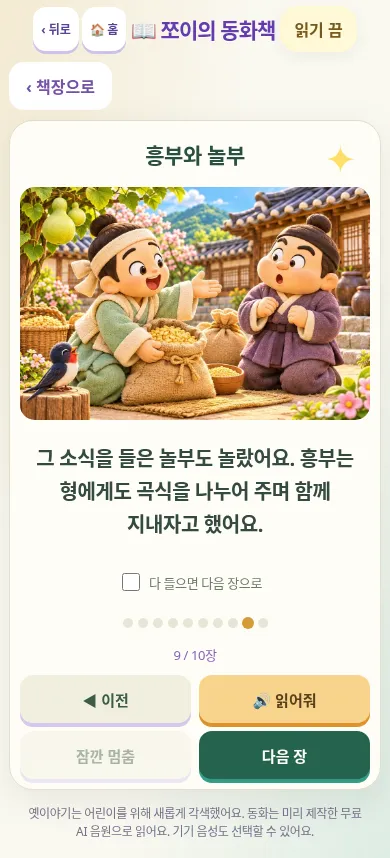 ‹ 뒤로 🏠 홈 📖 쪼이의 동화책 읽기 끔
‹ 책장으로
흥부와 놀부
그 소식을 들은 놀부도 놀랐어요. 흥부는
형에게도 곡식을 나누어 주며 함께
지내자고 했어요.
다 들으면 다음 장으로
9 / 10장
◀ 이전 🔊 읽어줘
잠깐 멈춤 다음 장
옛이야기는 어린이를 위해 새롭게 각색했어요. 동화는 미리 제작한 무료
AI 음원으로 읽어요. 기기 음성도 선택할 수 있어요.